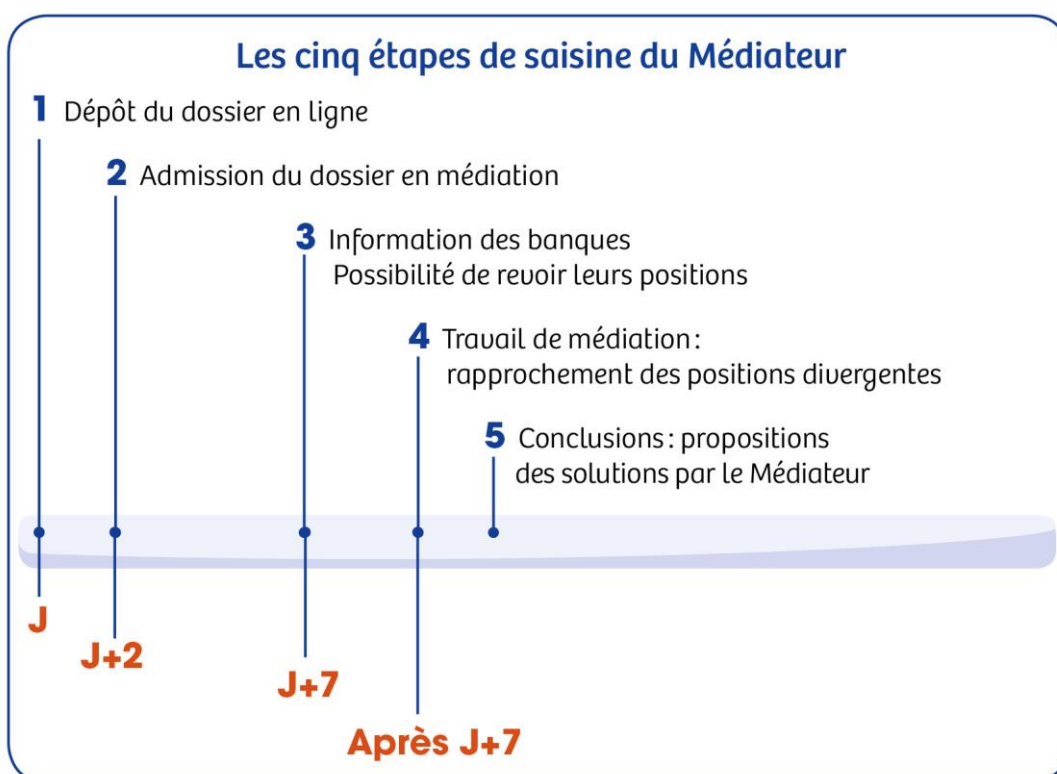 Les cinq étapes de saisine du Médiateur
1 Dépôt du dossier en ligne
2 Admission du dossier en médiation
3 Information des banques
Possibilité de revoir leurs positions
4 Travail de médiation :
rapprochement des positions divergentes
5 Conclusions : propositions
des solutions par le Médiateur
J
J+2
J+7
Après J+7